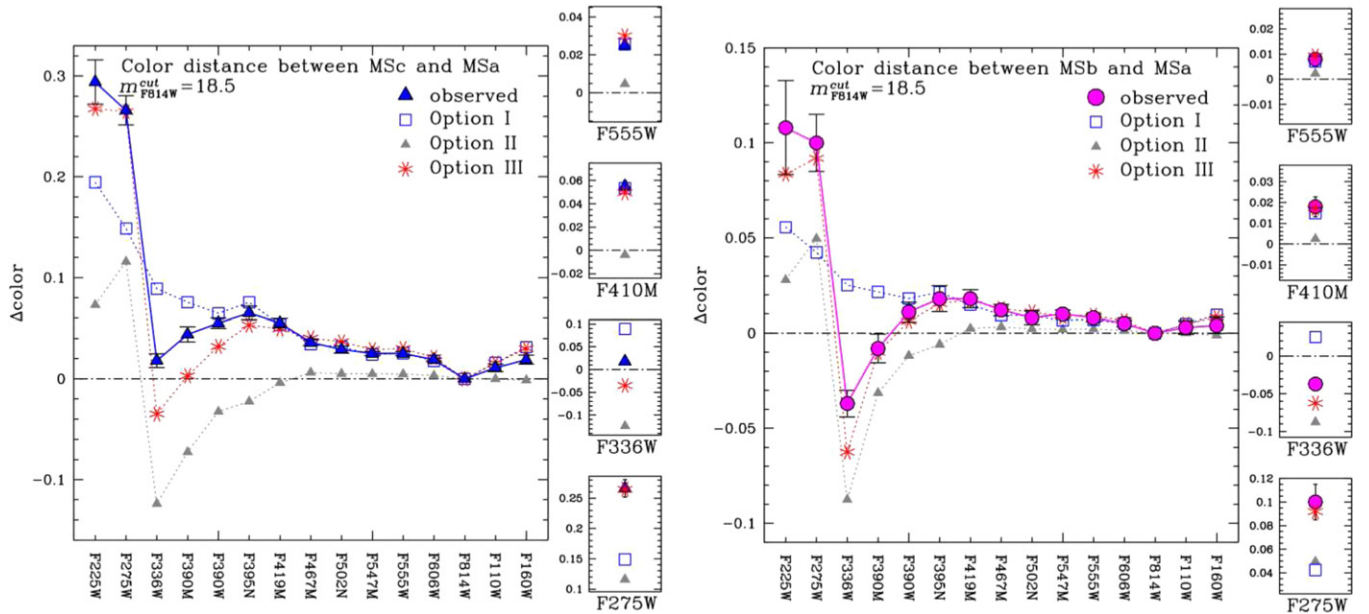 Color distance between MSc and MSa
m^cut_F814W=18.5
observed
Option I
Option II
Option III
Δcolor
0.3
0.2
0.1
0
−0.1
F225W
F275W
F336W
F390M
F390W
F395N
F419M
F467M
F502N
F547M
F555W
F606W
F814W
F110W
F160W
0.04
0.02
0
F555W
0.06
0.04
0.02
0
−0.02
F410M
0.1
0.05
0
−0.05
−0.1
F336W
0.25
0.2
0.15
0.1
F275W
Color distance between MSb and MSa
m^cut_F814W=18.5
observed
Option I
Option II
Option III
Δcolor
0.15
0.1
0.05
0
−0.05
−0.1
F225W
F275W
F336W
F390M
F390W
F395N
F419M
F467M
F502N
F547M
F555W
F606W
F814W
F110W
F160W
0.02
0.01
0
−0.01
F555W
0.03
0.02
0.01
0
−0.01
F410M
0
−0.05
−0.1
F336W
0.12
0.1
0.08
0.06
0.04
F275W